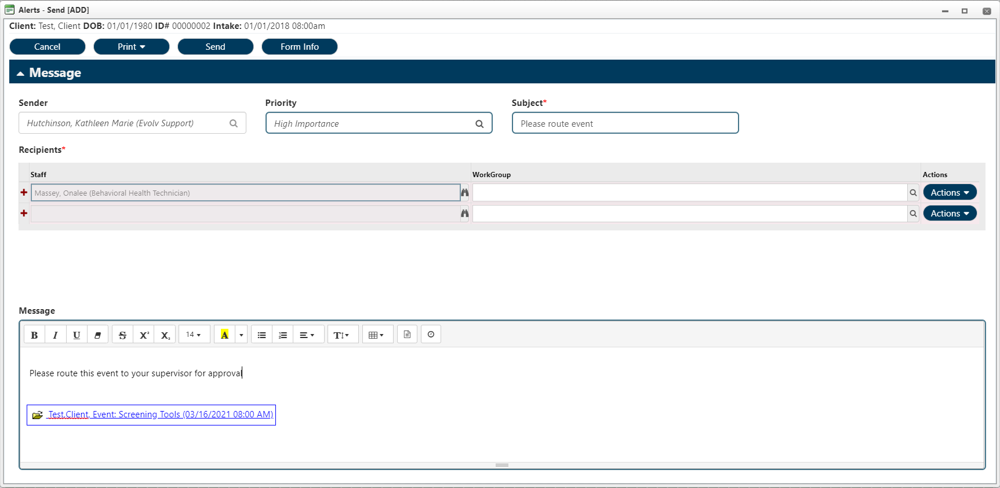 Alerts - Send [ADD]
Client: Test, Client DOB: 01/01/1980 ID# 00000002 Intake: 01/01/2018 08:00am
Cancel Print Send Form Info
Message
Sender Priority Subject*
Hutchinson, Kathleen Marie (Evolv Support) High Importance Please route event
Recipients*
Staff WorkGroup Actions
Massey, Onalee (Behavioral Health Technician) Actions
Actions
Message
B I U S X² X₂ 14 A T
Please route this event to your supervisor for approval
Test,Client, Event: Screening Tools (03/16/2021 08:00 AM)